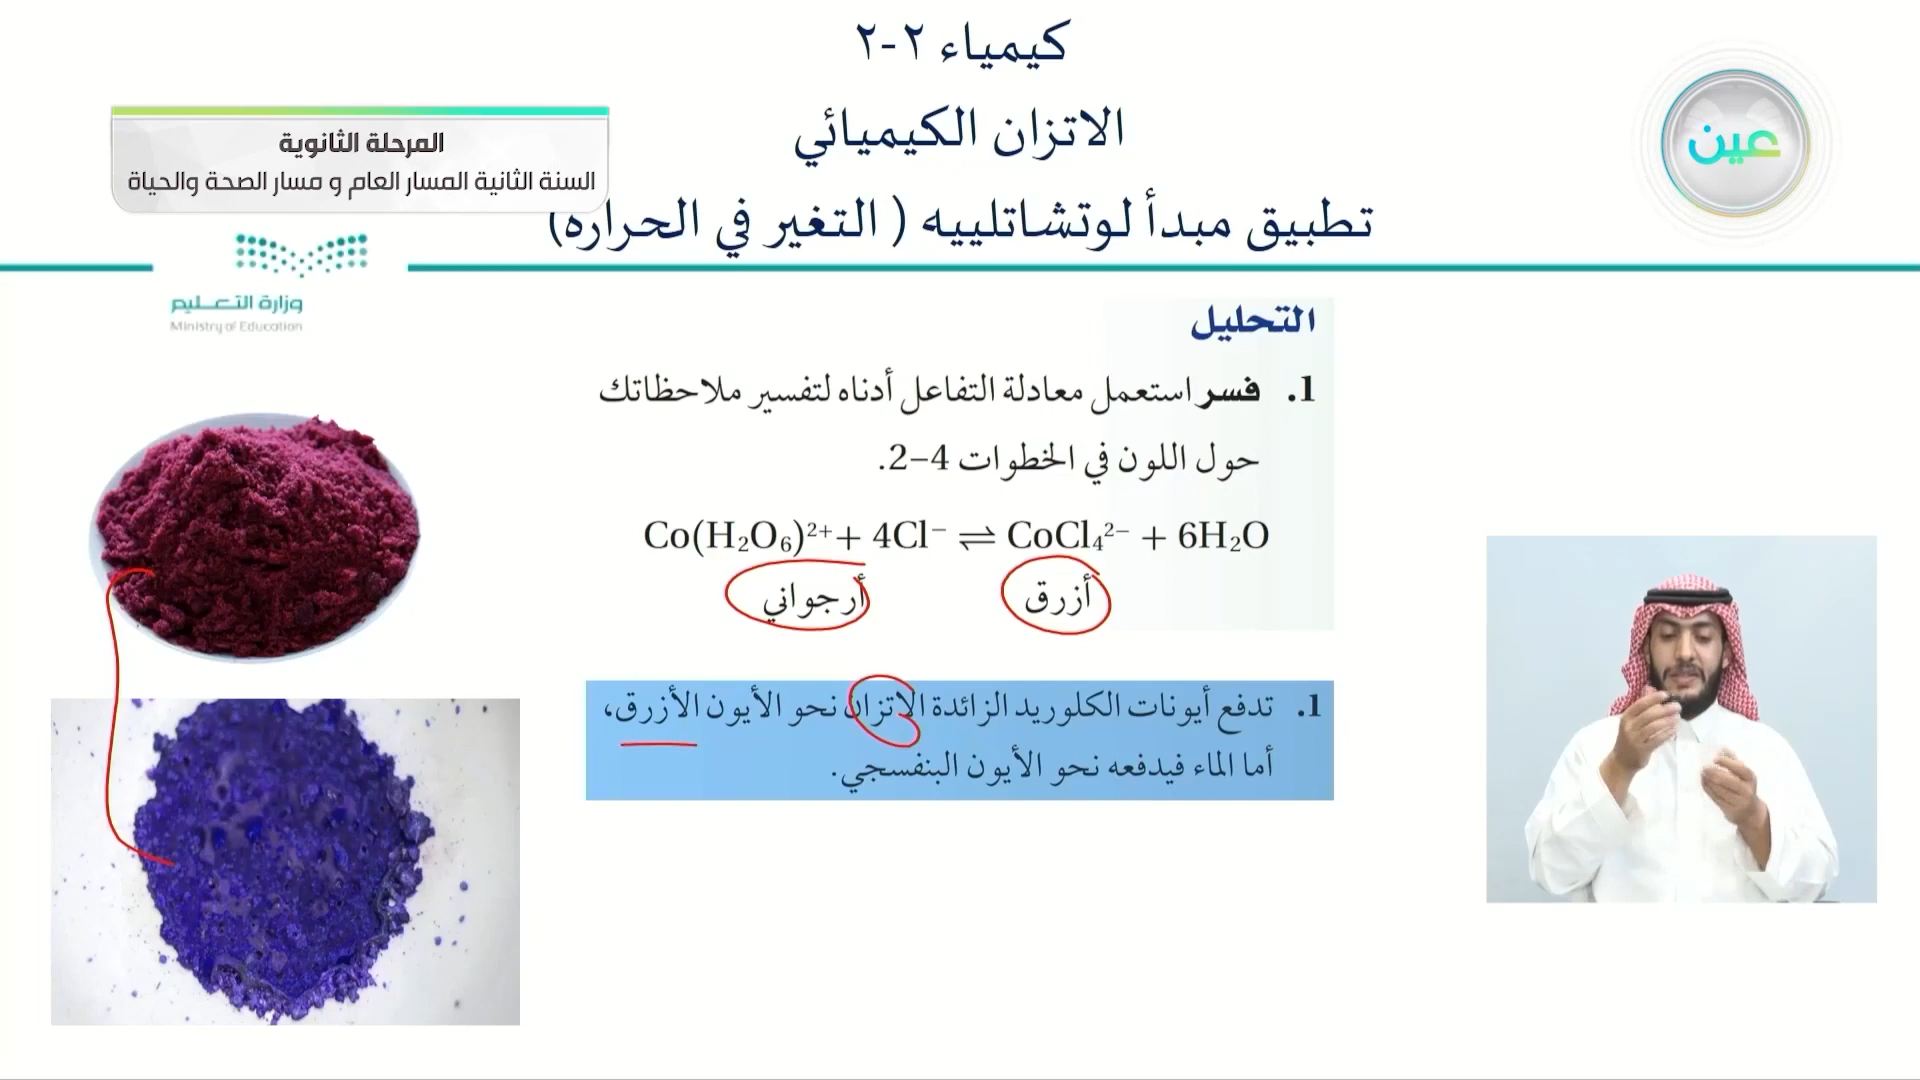 كيمياء ٢-٢
الاتزان الكيميائي
تطبيق مبدأ لوتشاتلييه ( التغير في الحراره)
المرحلة الثانوية
السنة الثانية المسار العام و مسار الصحة والحياة
عين
وزارة التعليم
Ministry of Education
التحليل
1. فسر استعمل معادلة التفاعل أدناه لتفسير ملاحظاتك
حول اللون في الخطوات 4–2.
Co(H₂O₆)²⁺ + 4Cl⁻ ⇌ CoCl₄²⁻ + 6H₂O
أرجواني أزرق
1. تدفع أيونات الكلوريد الزائدة الاتزان نحو الأيون الأزرق،
أما الماء فيدفعه نحو الأيون البنفسجي.